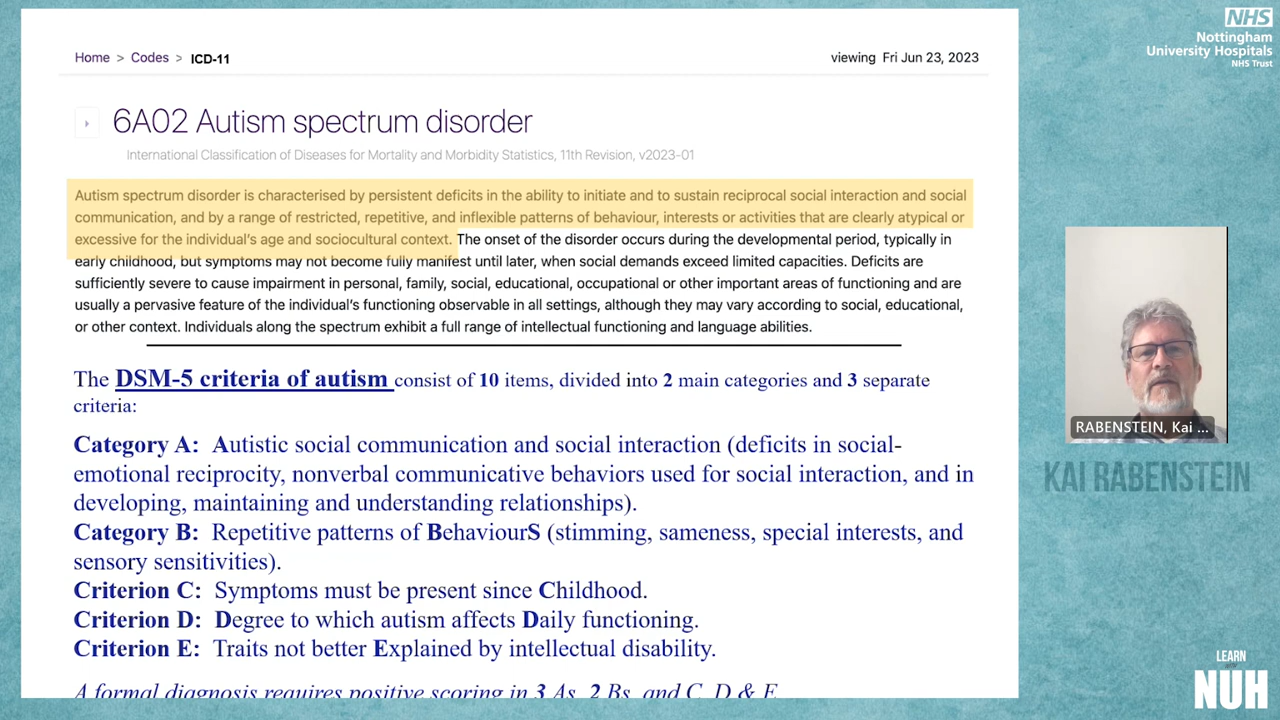 Home > Codes > ICD-11
viewing Fri Jun 23, 2023
6A02 Autism spectrum disorder
International Classification of Diseases for Mortality and Morbidity Statistics, 11th Revision, v2023-01
Autism spectrum disorder is characterised by persistent deficits in the ability to initiate and to sustain reciprocal social interaction and social
communication, and by a range of restricted, repetitive, and inflexible patterns of behaviour, interests or activities that are clearly atypical or
excessive for the individual's age and sociocultural context. The onset of the disorder occurs during the developmental period, typically in
early childhood, but symptoms may not become fully manifest until later, when social demands exceed limited capacities. Deficits are
sufficiently severe to cause impairment in personal, family, social, educational, occupational or other important areas of functioning and are
usually a pervasive feature of the individual's functioning observable in all settings, although they may vary according to social, educational,
or other context. Individuals along the spectrum exhibit a full range of intellectual functioning and language abilities.
The DSM-5 criteria of autism consist of 10 items, divided into 2 main categories and 3 separate
criteria:
Category A: Autistic social communication and social interaction (deficits in social-
emotional reciprocity, nonverbal communicative behaviors used for social interaction, and in
developing, maintaining and understanding relationships).
Category B: Repetitive patterns of BehaviourS (stimming, sameness, special interests, and
sensory sensitivities).
Criterion C: Symptoms must be present since Childhood.
Criterion D: Degree to which autism affects Daily functioning.
Criterion E: Traits not better Explained by intellectual disability.
A formal diagnosis requires positive scoring in 3 As, 2 Bs, and C, D & E
NHS
Nottingham
University Hospitals
NHS Trust
RABENSTEIN, Kai ...
KAI RABENSTEIN
LEARN
with
NUH